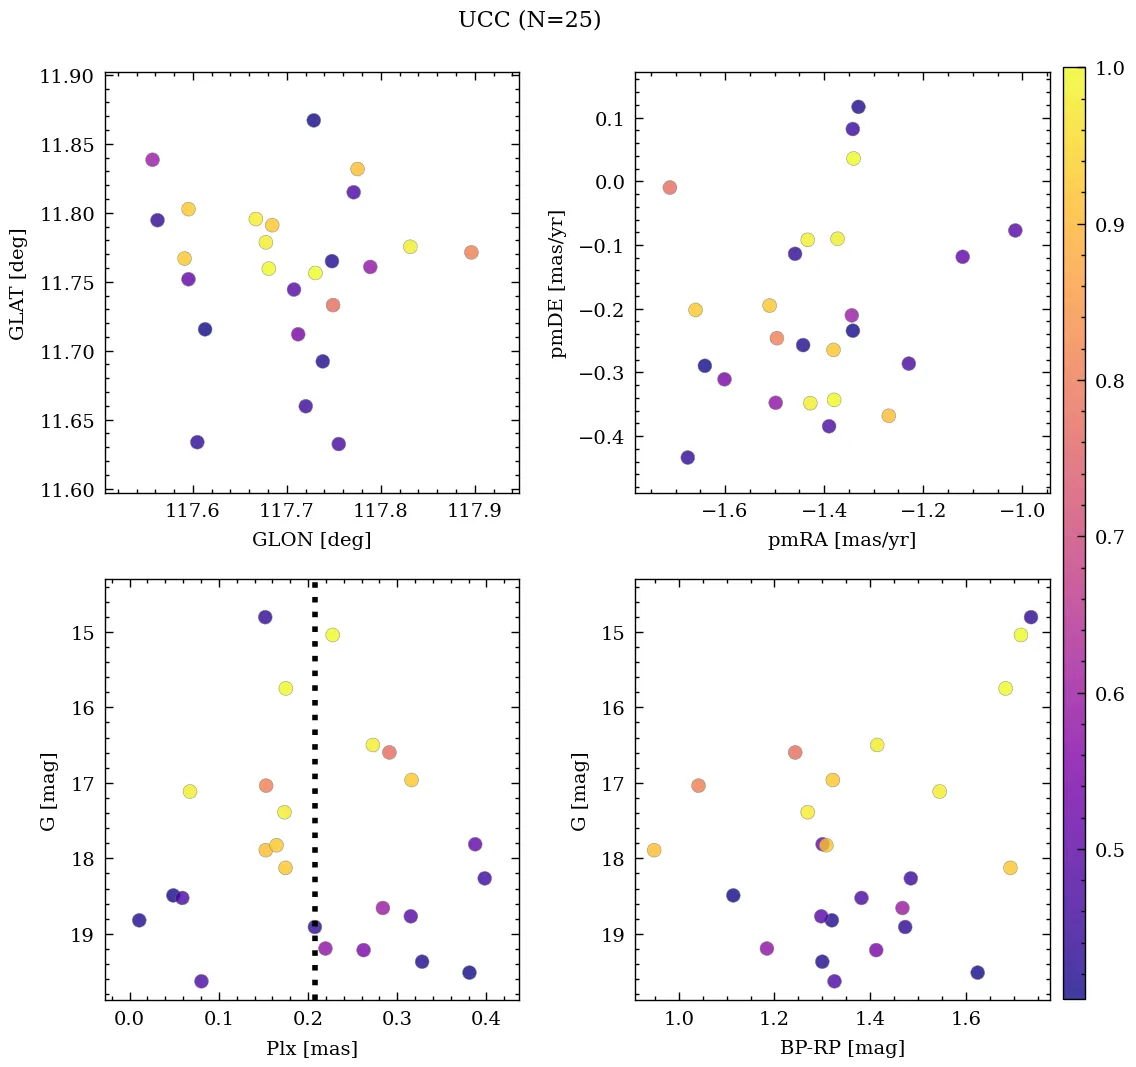 UCC (N=25)
11.90
11.85
11.80
11.75
11.70
11.65
11.60
GLAT [deg]
117.6 117.7 117.8 117.9
GLON [deg]
0.1
0.0
−0.1
−0.2
−0.3
−0.4
pmDE [mas/yr]
−1.6 −1.4 −1.2 −1.0
pmRA [mas/yr]
15
16
17
18
19
G [mag]
0.0 0.1 0.2 0.3 0.4
Plx [mas]
15
16
17
18
19
G [mag]
1.0 1.2 1.4 1.6
BP-RP [mag]
1.0
0.9
0.8
0.7
0.6
0.5